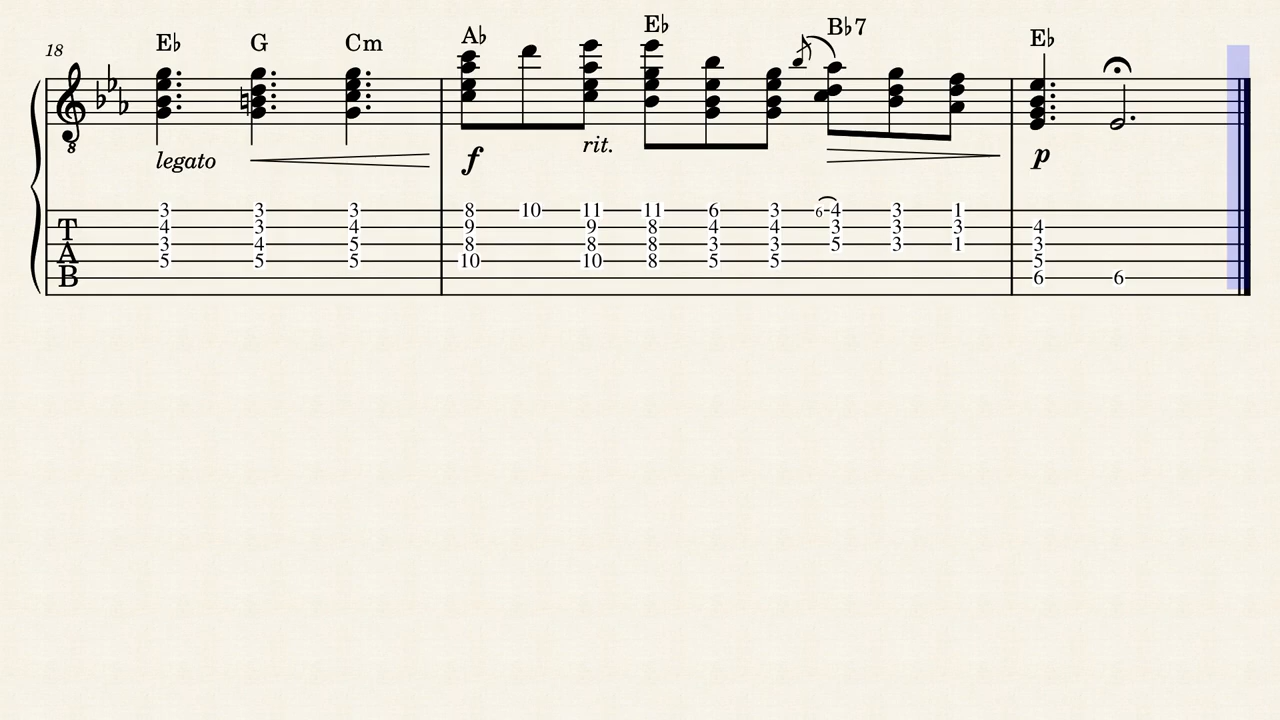 18 E♭ G Cm A♭ E♭ B♭7 E♭
8
legato f rit. p
3 3 3 8 10 11 11 6 3 6 4 3 1
T 4 3 4 9 9 8 4 4 3 3 3 4
A 3 4 5 8 8 8 3 3 5 3 1 3
5 5 5 10 10 8 5 5 5
B 6 6